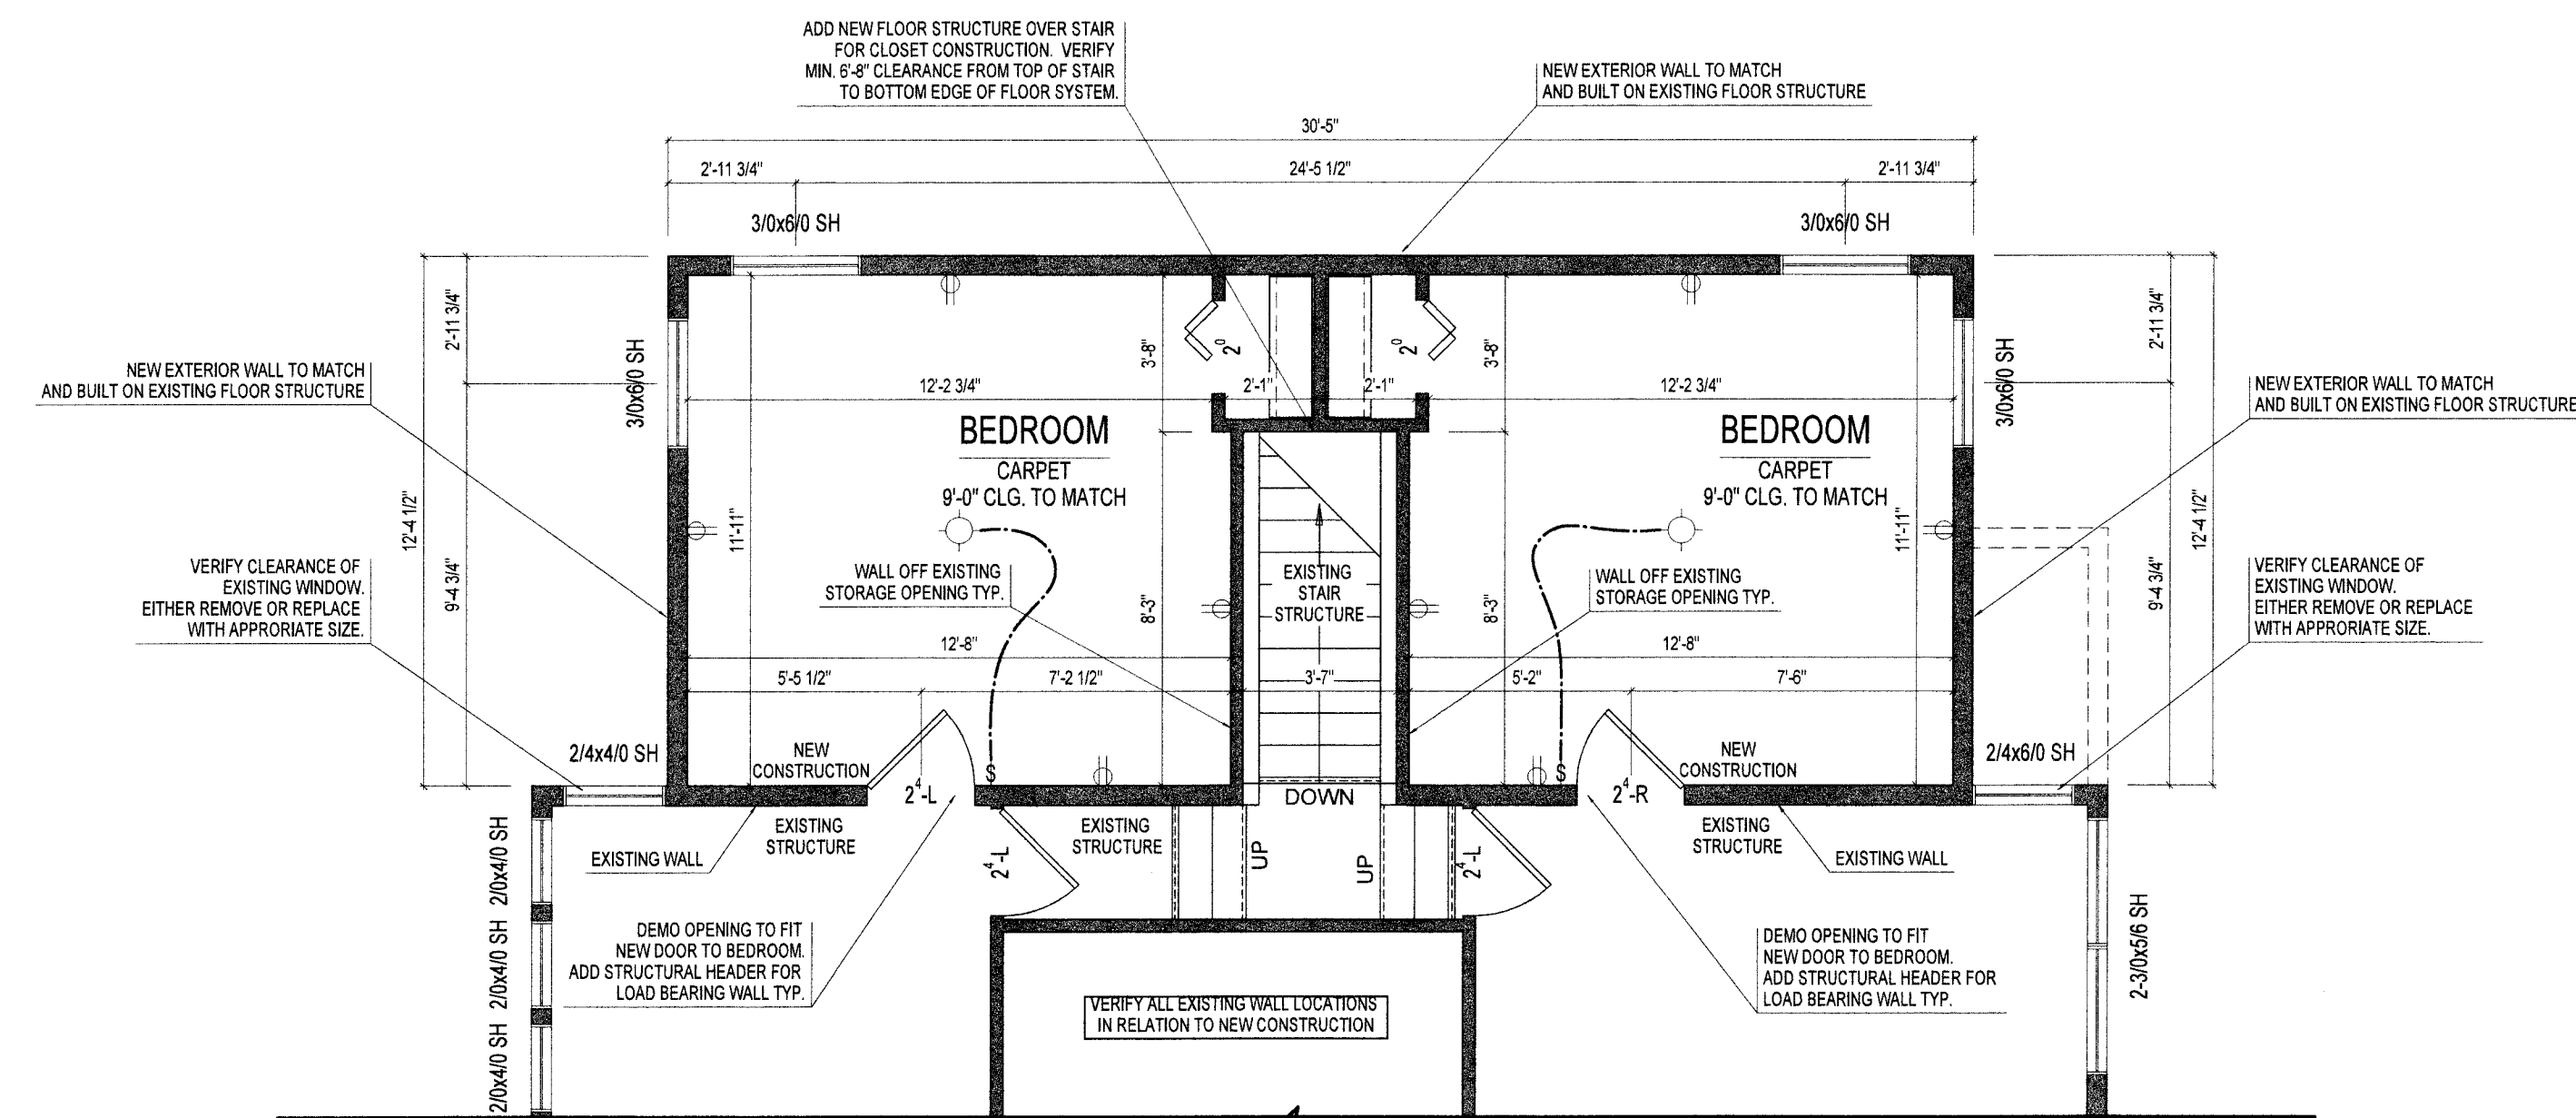 ADD NEW FLOOR STRUCTURE OVER STAIR
FOR CLOSET CONSTRUCTION. VERIFY
MIN. 6'-8" CLEARANCE FROM TOP OF STAIR
TO BOTTOM EDGE OF FLOOR SYSTEM.
NEW EXTERIOR WALL TO MATCH
AND BUILT ON EXISTING FLOOR STRUCTURE
30'-5"
2'-11 3/4"
24'-5 1/2"
2'-11 3/4"
3/0x6/0 SH
3/0x6/0 SH
2'-11 3/4"
12'-4 1/2"
9'-4 3/4"
3/0x6/0 SH
NEW EXTERIOR WALL TO MATCH
AND BUILT ON EXISTING FLOOR STRUCTURE
VERIFY CLEARANCE OF
EXISTING WINDOW.
EITHER REMOVE OR REPLACE
WITH APPRORIATE SIZE.
3'-8"
2⁰
2⁰
3'-8"
12'-2 3/4"
2'-1"
2'-1"
12'-2 3/4"
BEDROOM
CARPET
9'-0" CLG. TO MATCH
BEDROOM
CARPET
9'-0" CLG. TO MATCH
11'-11"
11'-11"
WALL OFF EXISTING
STORAGE OPENING TYP.
EXISTING
STAIR
STRUCTURE
WALL OFF EXISTING
STORAGE OPENING TYP.
8'-3"
8'-3"
12'-8"
12'-8"
5'-5 1/2"
7'-2 1/2"
3'-7"
5'-2"
7'-6"
3/0x6/0 SH
2'-11 3/4"
9'-4 3/4"
12'-4 1/2"
NEW EXTERIOR WALL TO MATCH
AND BUILT ON EXISTING FLOOR STRUCTURE
VERIFY CLEARANCE OF
EXISTING WINDOW.
EITHER REMOVE OR REPLACE
WITH APPRORIATE SIZE.
2/4x4/0 SH
NEW
CONSTRUCTION
2⁴-L
S
DOWN
S
2⁴-R
NEW
CONSTRUCTION
2/4x6/0 SH
EXISTING
STRUCTURE
EXISTING WALL
2⁴-L
EXISTING
STRUCTURE
UP
UP
2⁴-L
EXISTING
STRUCTURE
EXISTING WALL
2/0x4/0 SH
2/0x4/0 SH
2/0x4/0 SH
DEMO OPENING TO FIT
NEW DOOR TO BEDROOM.
ADD STRUCTURAL HEADER FOR
LOAD BEARING WALL TYP.
VERIFY ALL EXISTING WALL LOCATIONS
IN RELATION TO NEW CONSTRUCTION
DEMO OPENING TO FIT
NEW DOOR TO BEDROOM.
ADD STRUCTURAL HEADER FOR
LOAD BEARING WALL TYP.
2-3/0x5/6 SH